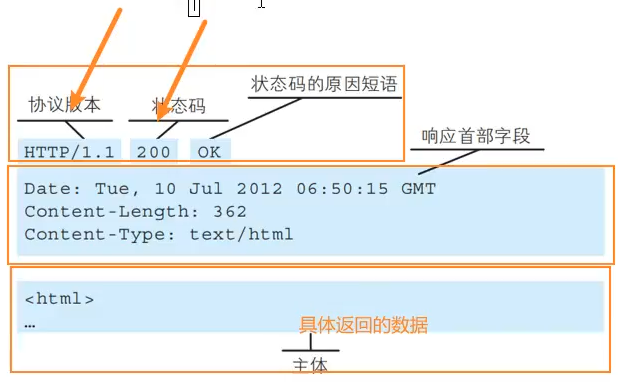 状态码的原因短语
协议版本 状态码
响应首部字段
HTTP/1.1 200 OK
Date: Tue, 10 Jul 2012 06:50:15 GMT
Content-Length: 362
Content-Type: text/html
<html>
…
具体返回的数据
主体